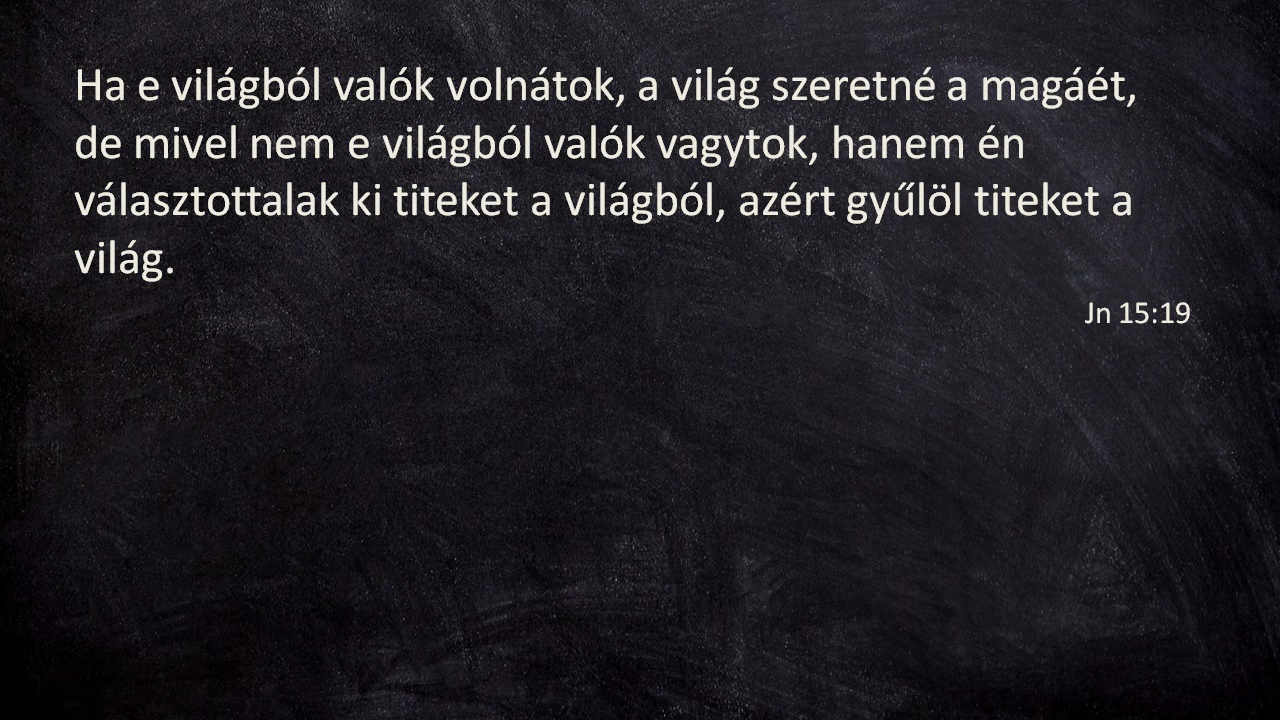 Ha e világból valók volnátok, a világ szeretné a magáét,
de mivel nem e világból valók vagytok, hanem én
választottalak ki titeket a világból, azért gyűlöl titeket a
világ.
Jn 15:19